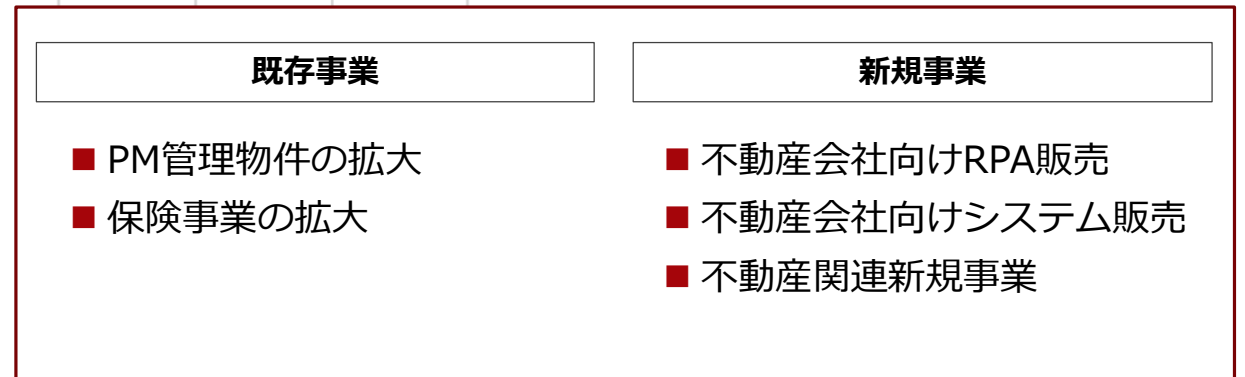 既存事業
■ PM管理物件の拡大
■ 保険事業の拡大
新規事業
■ 不動産会社向けRPA販売
■ 不動産会社向けシステム販売
■ 不動産関連新規事業